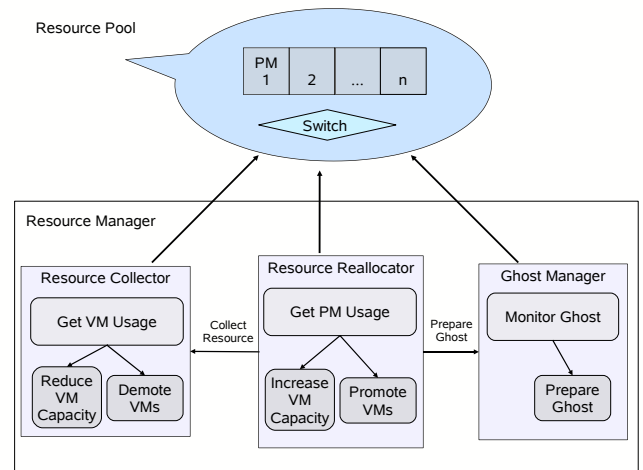 Resource Pool
PM
1 2 ... n
Switch
Resource Manager
Resource Collector
Resource Reallocator
Ghost Manager
Get VM Usage
Get PM Usage
Monitor Ghost
Collect
Resource
Prepare
Ghost
Reduce
VM
Capacity
Demote
VMs
Increase
VM
Capacity
Promote
VMs
Prepare
Ghost